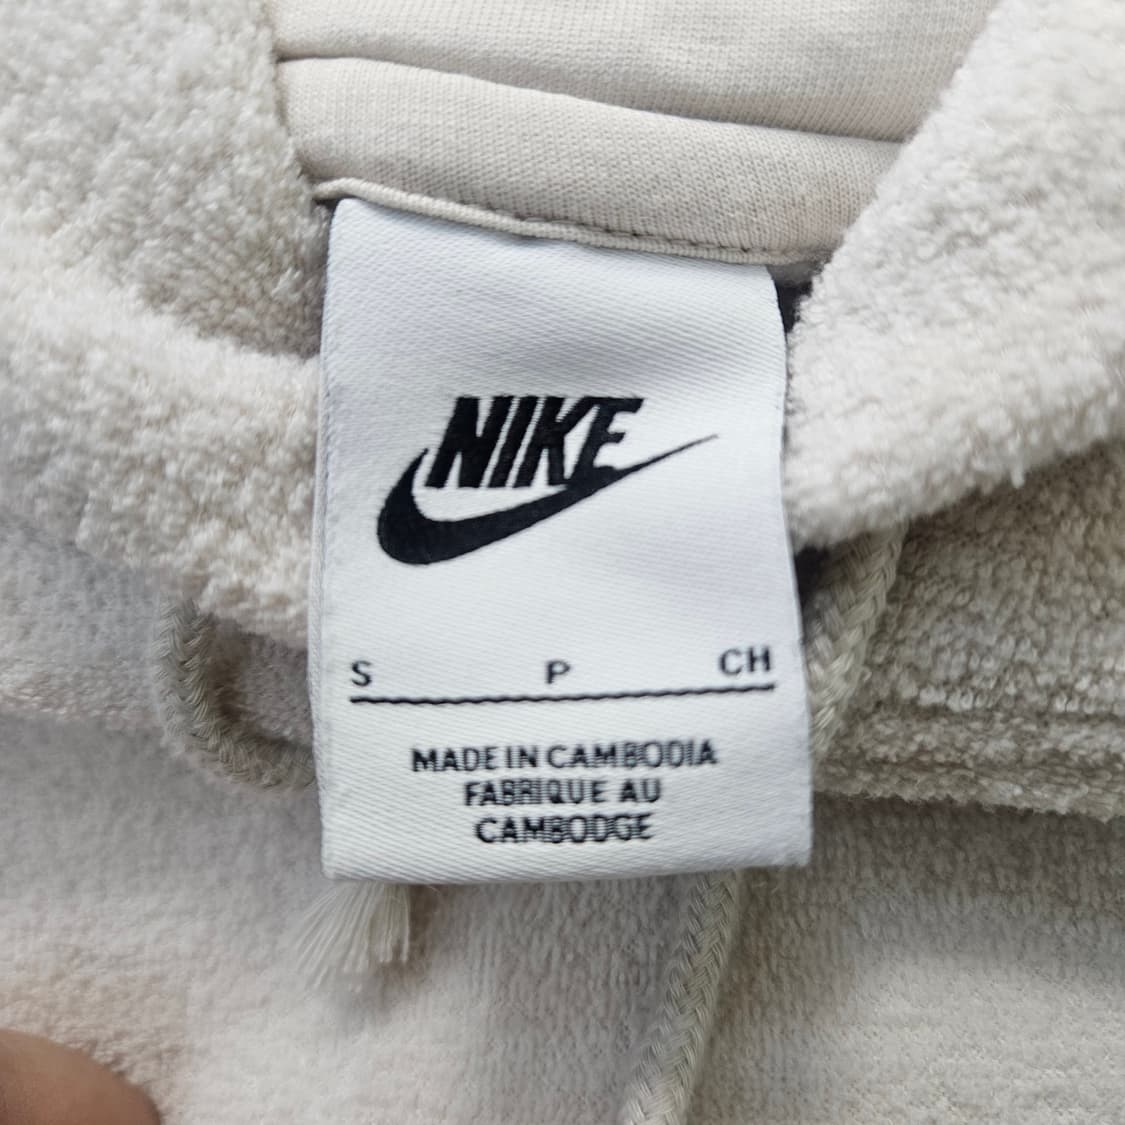 NIKE
S P CH
MADE IN CAMBODIA
FABRIQUE AU
CAMBODGE